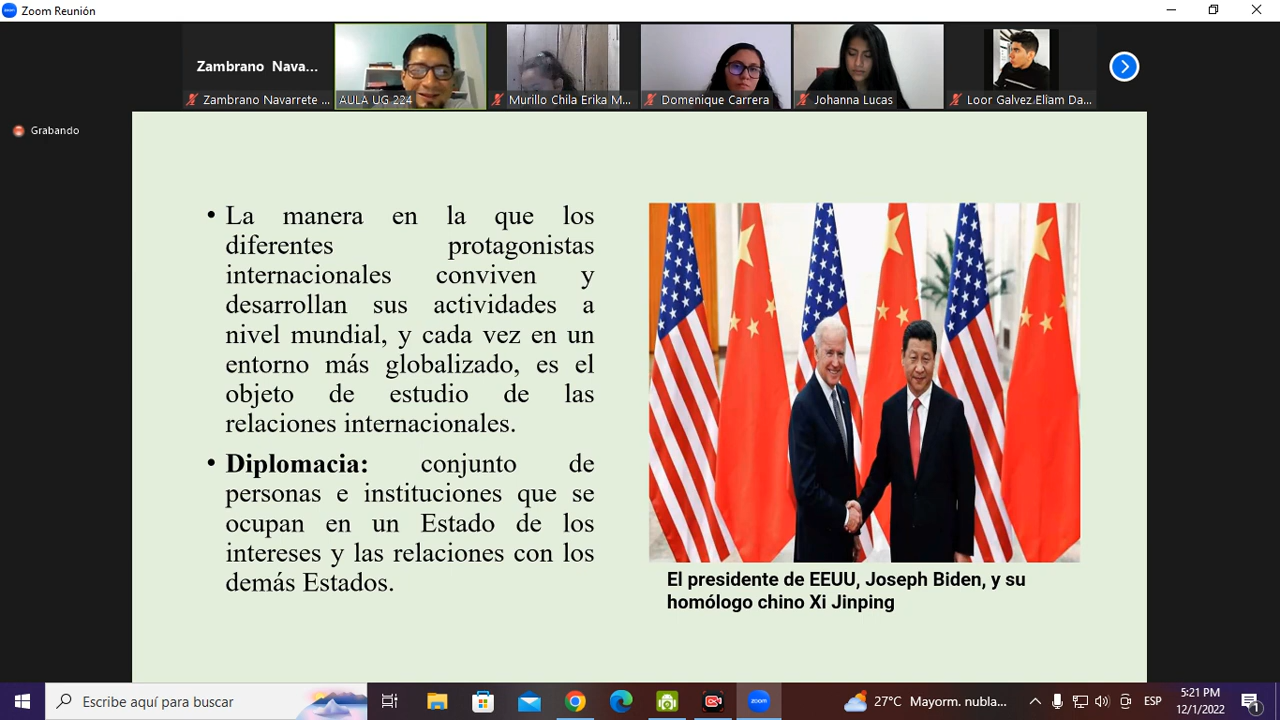 Zoom Reunión
Zambrano Nava...
Zambrano Navarrete ...
AULA UG 224
Murillo Chila Erika M...
Domenique Carrera
Johanna Lucas
Loor Galvez Eliam Da...
Grabando
• La manera en la que los
diferentes protagonistas
internacionales conviven y
desarrollan sus actividades a
nivel mundial, y cada vez en un
entorno más globalizado, es el
objeto de estudio de las
relaciones internacionales.
• Diplomacia: conjunto de
personas e instituciones que se
ocupan en un Estado de los
intereses y las relaciones con los
demás Estados.
El presidente de EEUU, Joseph Biden, y su
homólogo chino Xi Jinping
Escribe aquí para buscar
27°C Mayorm. nubla...
ESP
5:21 PM
12/1/2022
1